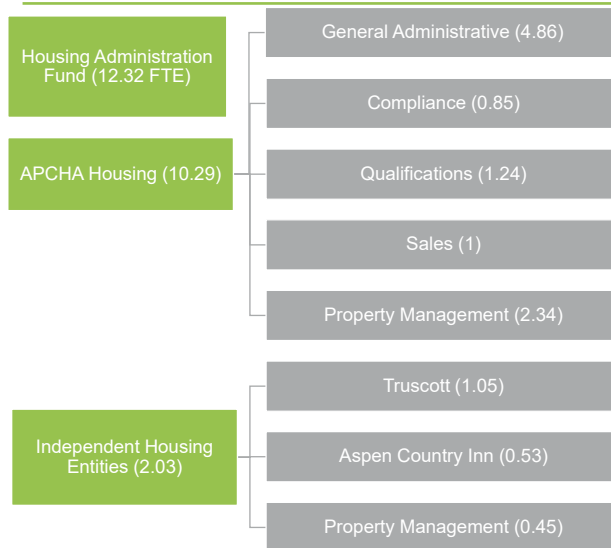 Housing Administration
Fund (12.32 FTE)
APCHA Housing (10.29)
General Administrative (4.86)
Compliance (0.85)
Qualifications (1.24)
Sales (1)
Property Management (2.34)
Independent Housing
Entities (2.03)
Truscott (1.05)
Aspen Country Inn (0.53)
Property Management (0.45)